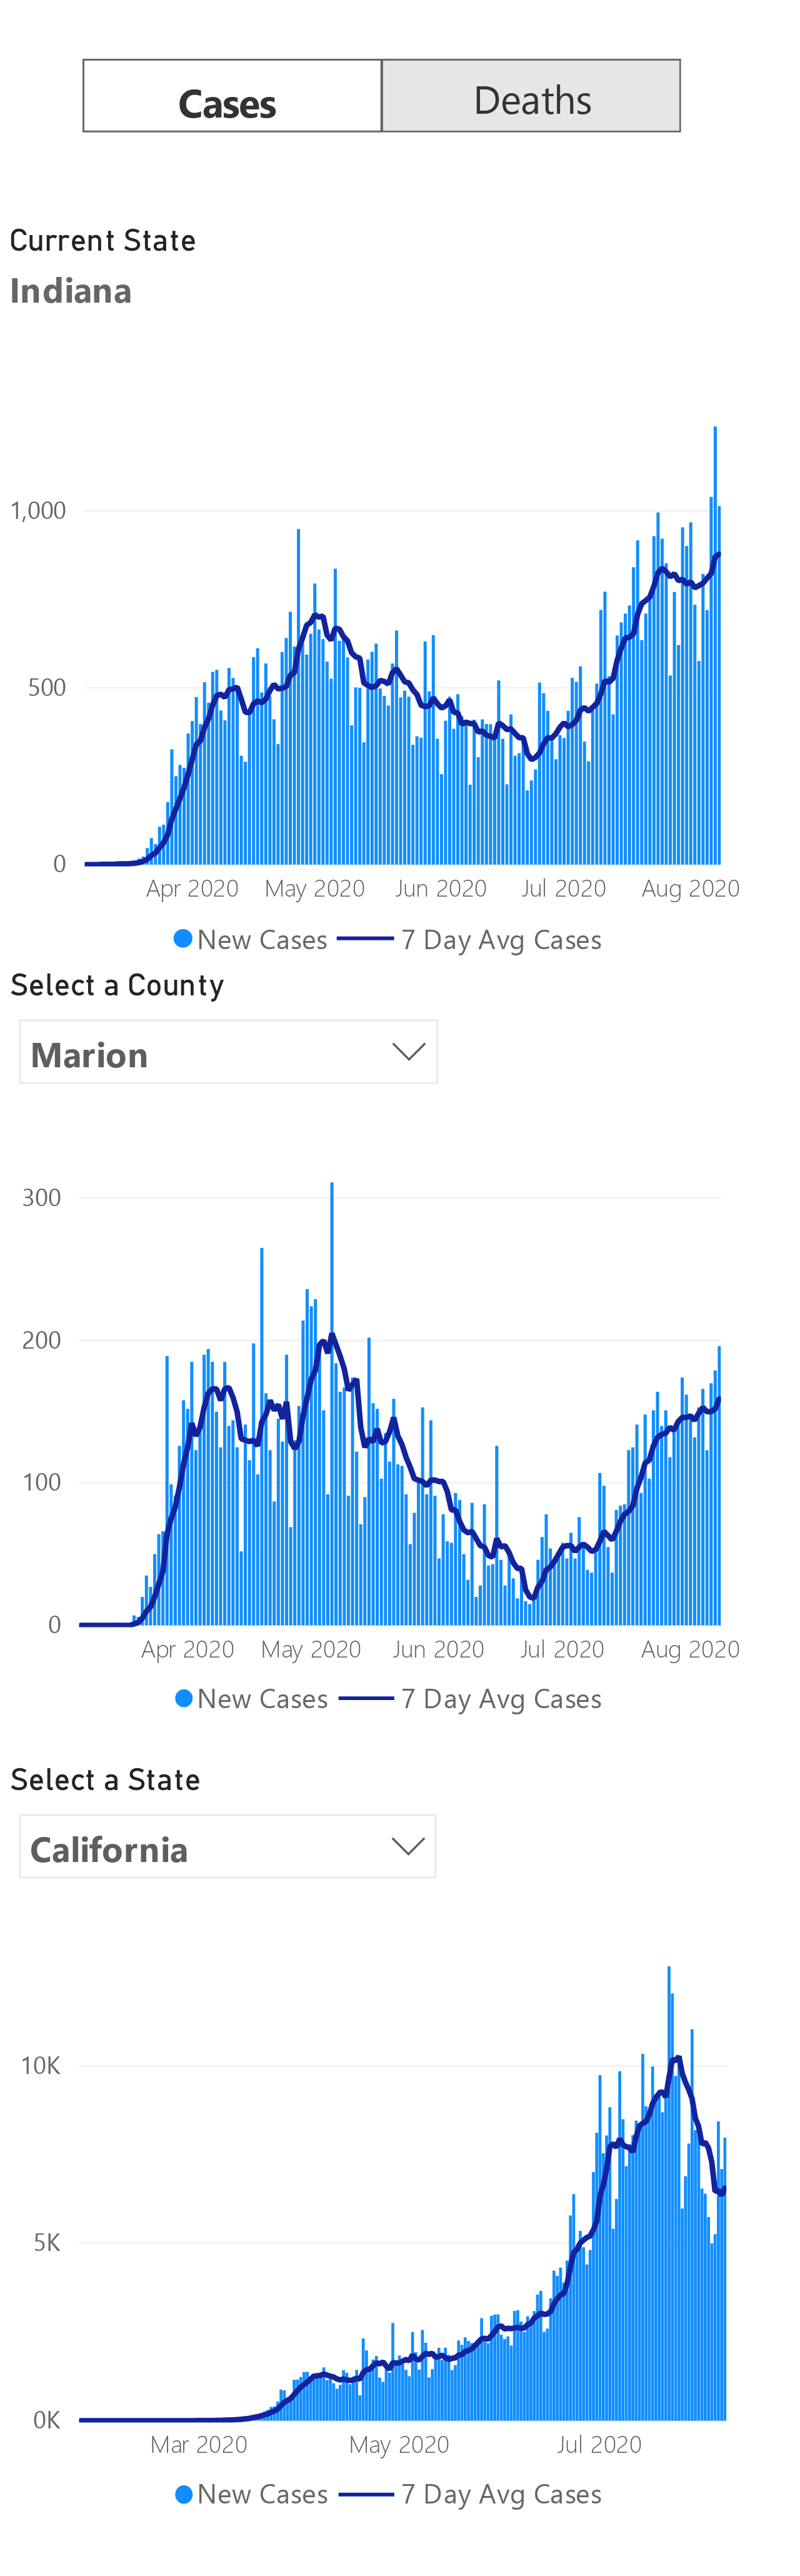 Cases Deaths
Current State
Indiana
1,000
500
0
Apr 2020 May 2020 Jun 2020 Jul 2020 Aug 2020
New Cases 7 Day Avg Cases
Select a County
Marion
300
200
100
0
Apr 2020 May 2020 Jun 2020 Jul 2020 Aug 2020
New Cases 7 Day Avg Cases
Select a State
California
10K
5K
0K
Mar 2020 May 2020 Jul 2020
New Cases 7 Day Avg Cases